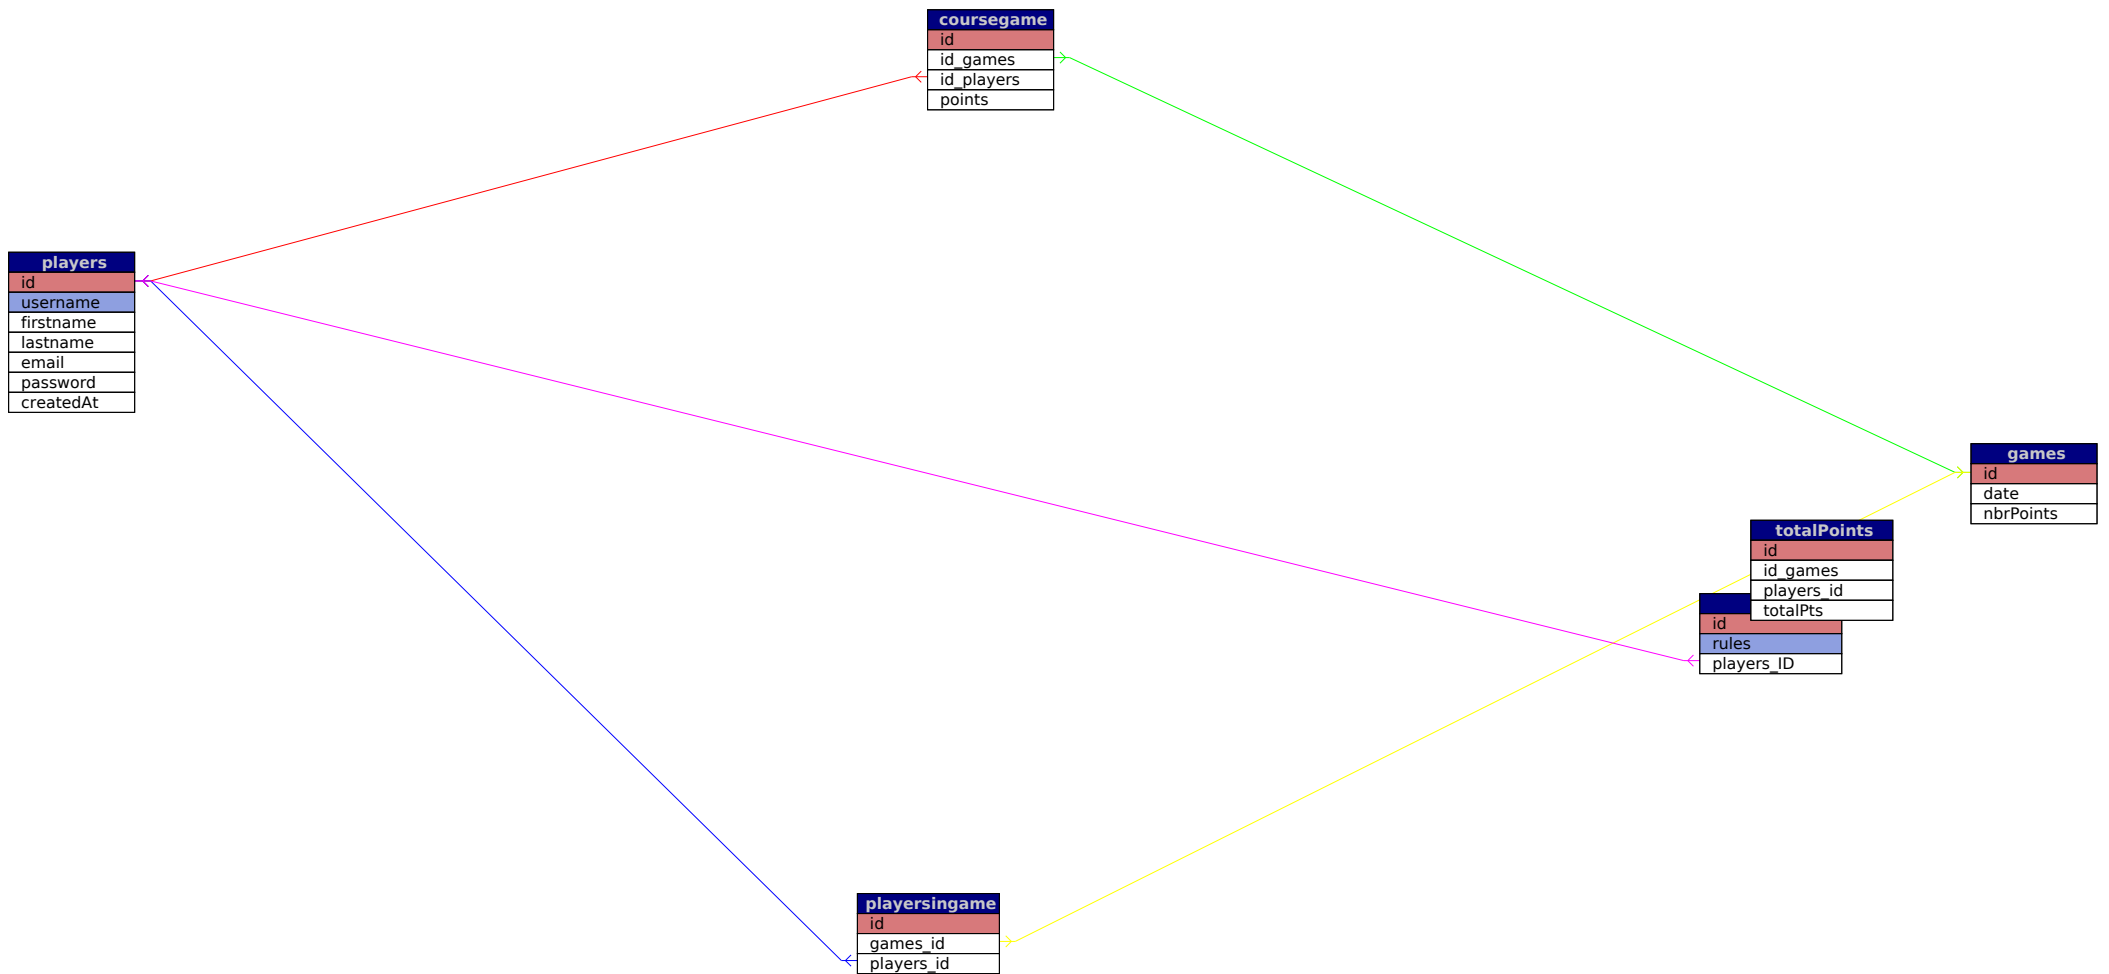 coursegame
id
id_games
id_players
points
players
id
username
firstname
lastname
email
password
createdAt
games
id
date
nbrPoints
totalPoints
id
id_games
players_id
totalPts
id
rules
players_ID
playersingame
id
games_id
players_id